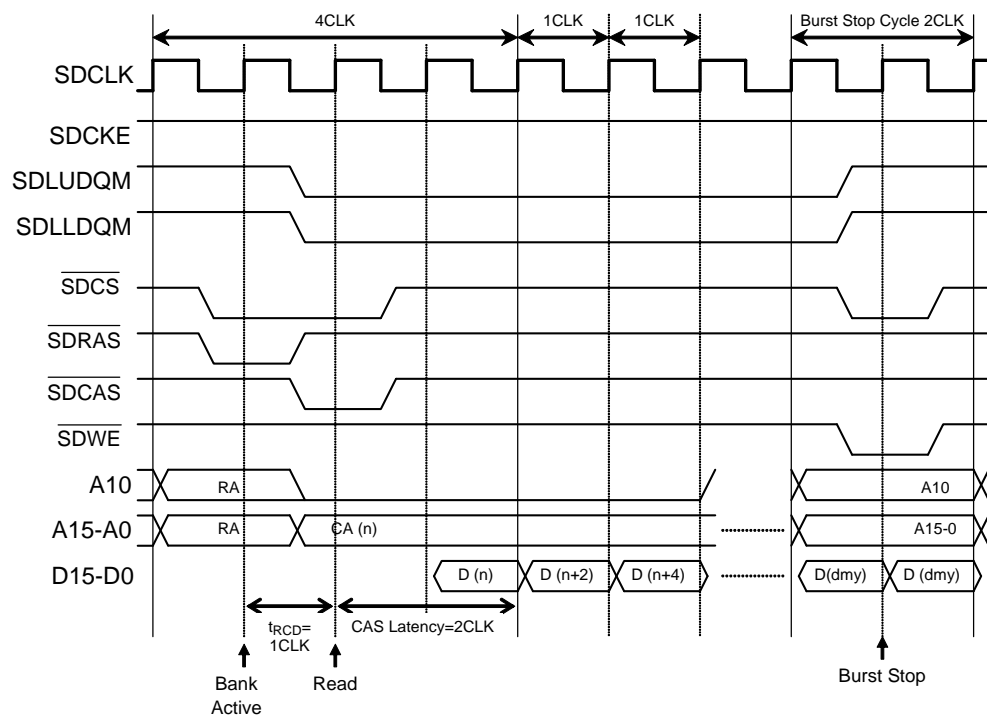 4CLK 1CLK 1CLK Burst Stop Cycle 2CLK
SDCLK
SDCKE
SDLUDQM
SDLLDQM
SDCS
SDRAS
SDCAS
SDWE
A10 RA A10
A15-A0 RA CA (n) A15-0
D15-D0 D (n) D (n+2) D (n+4) D(dmy) D (dmy)
tRCD=
1CLK
CAS Latency=2CLK
Bank
Active
Read
Burst Stop